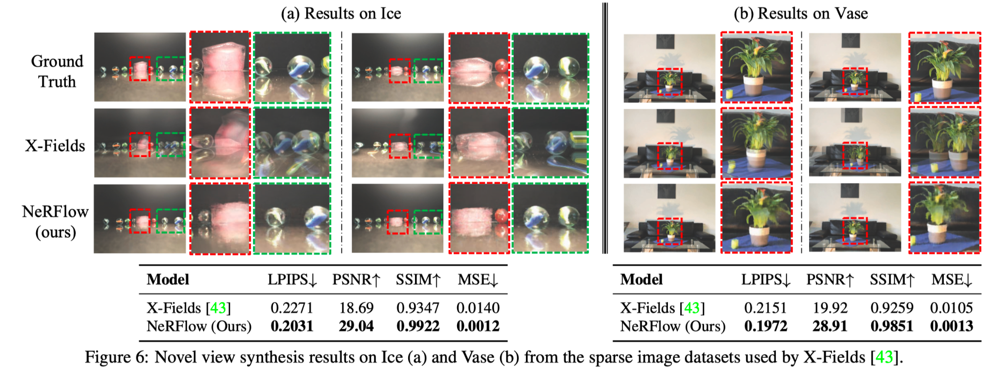 (a) Results on Ice
(b) Results on Vase
Ground
Truth
X-Fields
NeRFlow
(ours)
Model LPIPS↓ PSNR↑ SSIM↑ MSE↓
X-Fields [43] 0.2271 18.69 0.9347 0.0140
NeRFlow (Ours) 0.2031 29.04 0.9922 0.0012
Model LPIPS↓ PSNR↑ SSIM↑ MSE↓
X-Fields [43] 0.2151 19.92 0.9259 0.0105
NeRFlow (Ours) 0.1972 28.91 0.9851 0.0013
Figure 6: Novel view synthesis results on Ice (a) and Vase (b) from the sparse image datasets used by X-Fields [43].